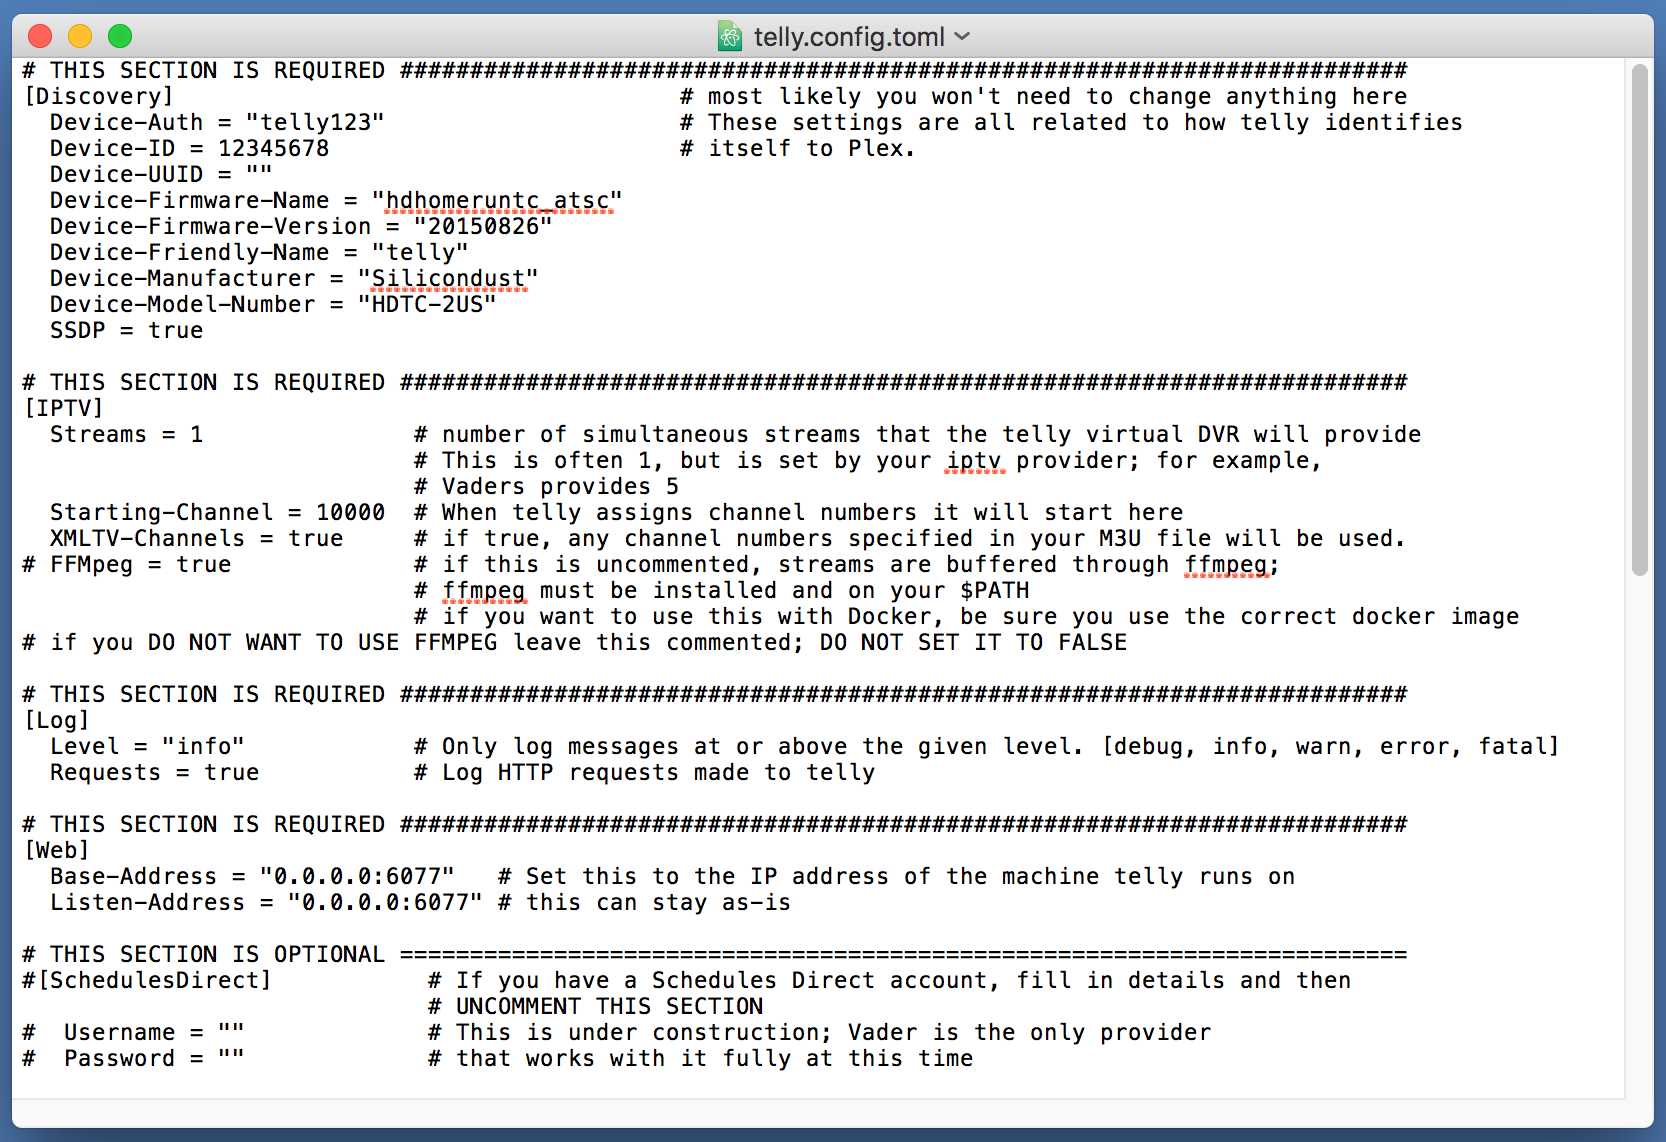 telly.config.toml
# THIS SECTION IS REQUIRED ########################################################################
[Discovery]                                    # most likely you won't need to change anything here
  Device-Auth = "telly123"                     # These settings are all related to how telly identifies
  Device-ID = 12345678                         # itself to Plex.
  Device-UUID = ""
  Device-Firmware-Name = "hdhomeruntc_atsc"
  Device-Firmware-Version = "20150826"
  Device-Friendly-Name = "telly"
  Device-Manufacturer = "Silicondust"
  Device-Model-Number = "HDTC-2US"
  SSDP = true
# THIS SECTION IS REQUIRED ########################################################################
[IPTV]
  Streams = 1               # number of simultaneous streams that the telly virtual DVR will provide
                            # This is often 1, but is set by your iptv provider; for example,
                            # Vaders provides 5
  Starting-Channel = 10000  # When telly assigns channel numbers it will start here
  XMLTV-Channels = true     # if true, any channel numbers specified in your M3U file will be used.
# FFMpeg = true             # if this is uncommented, streams are buffered through ffmpeg;
                            # ffmpeg must be installed and on your $PATH
                            # if you want to use this with Docker, be sure you use the correct docker image
# if you DO NOT WANT TO USE FFMPEG leave this commented; DO NOT SET IT TO FALSE
# THIS SECTION IS REQUIRED ########################################################################
[Log]
  Level = "info"            # Only log messages at or above the given level. [debug, info, warn, error, fatal]
  Requests = true           # Log HTTP requests made to telly
# THIS SECTION IS REQUIRED ########################################################################
[Web]
  Base-Address = "0.0.0.0:6077"   # Set this to the IP address of the machine telly runs on
  Listen-Address = "0.0.0.0:6077" # this can stay as-is
# THIS SECTION IS OPTIONAL ========================================================================
#[SchedulesDirect]           # If you have a Schedules Direct account, fill in details and then
                             # UNCOMMENT THIS SECTION
#  Username = ""             # This is under construction; Vader is the only provider
#  Password = ""             # that works with it fully at this time